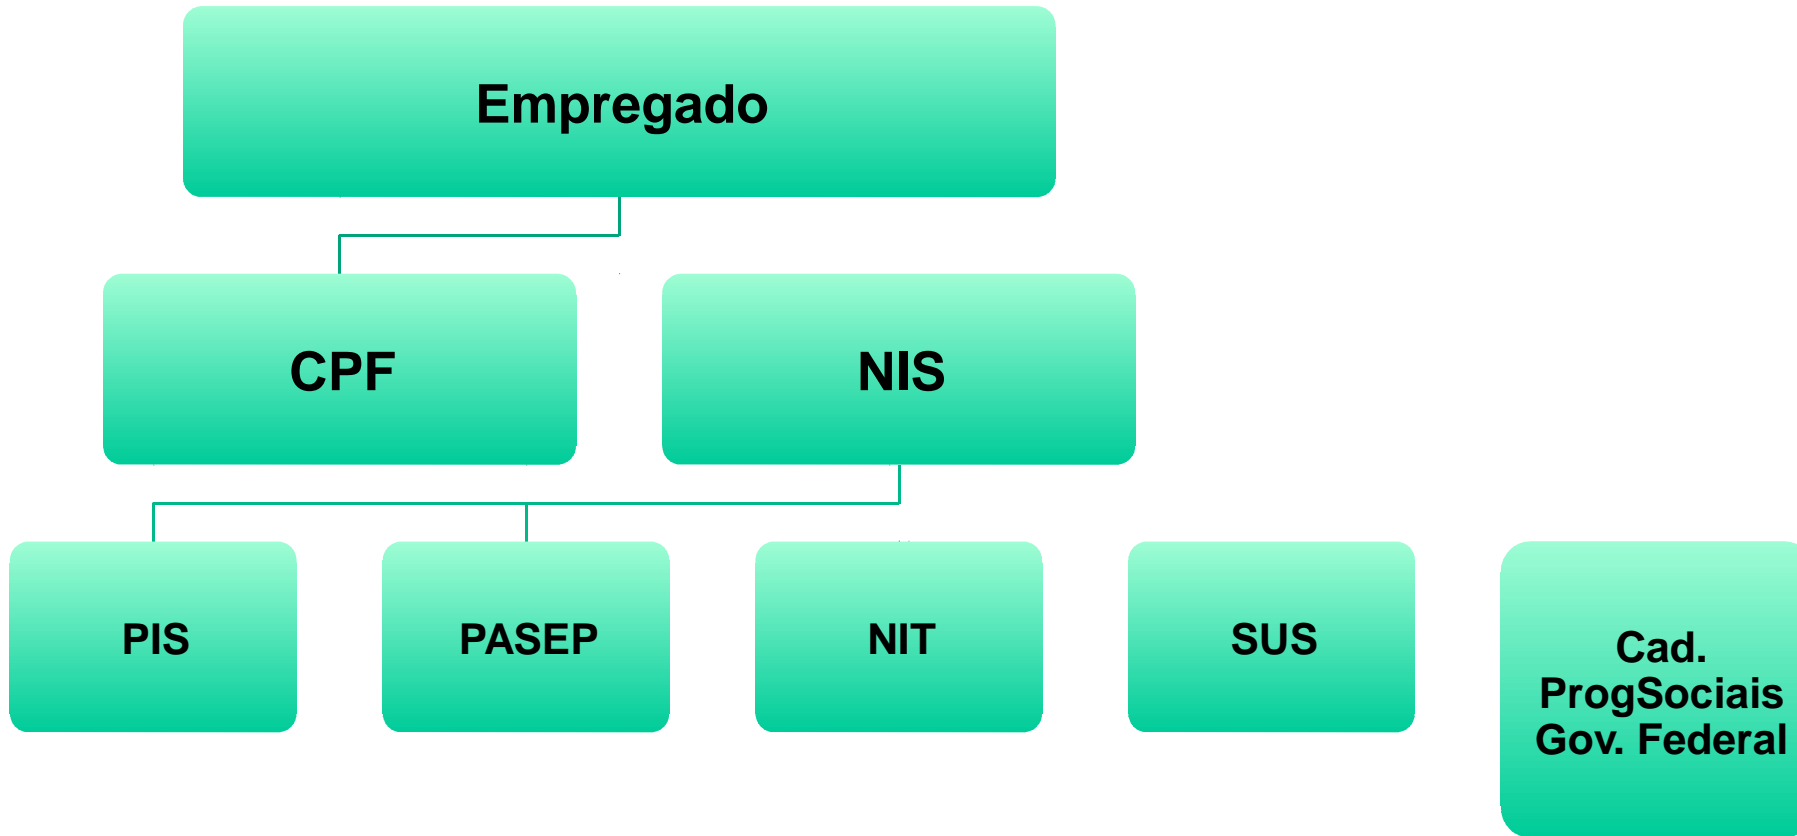 Empregado
CPF
NIS
PIS
PASEP
NIT
SUS
Cad.
ProgSociais
Gov. Federal